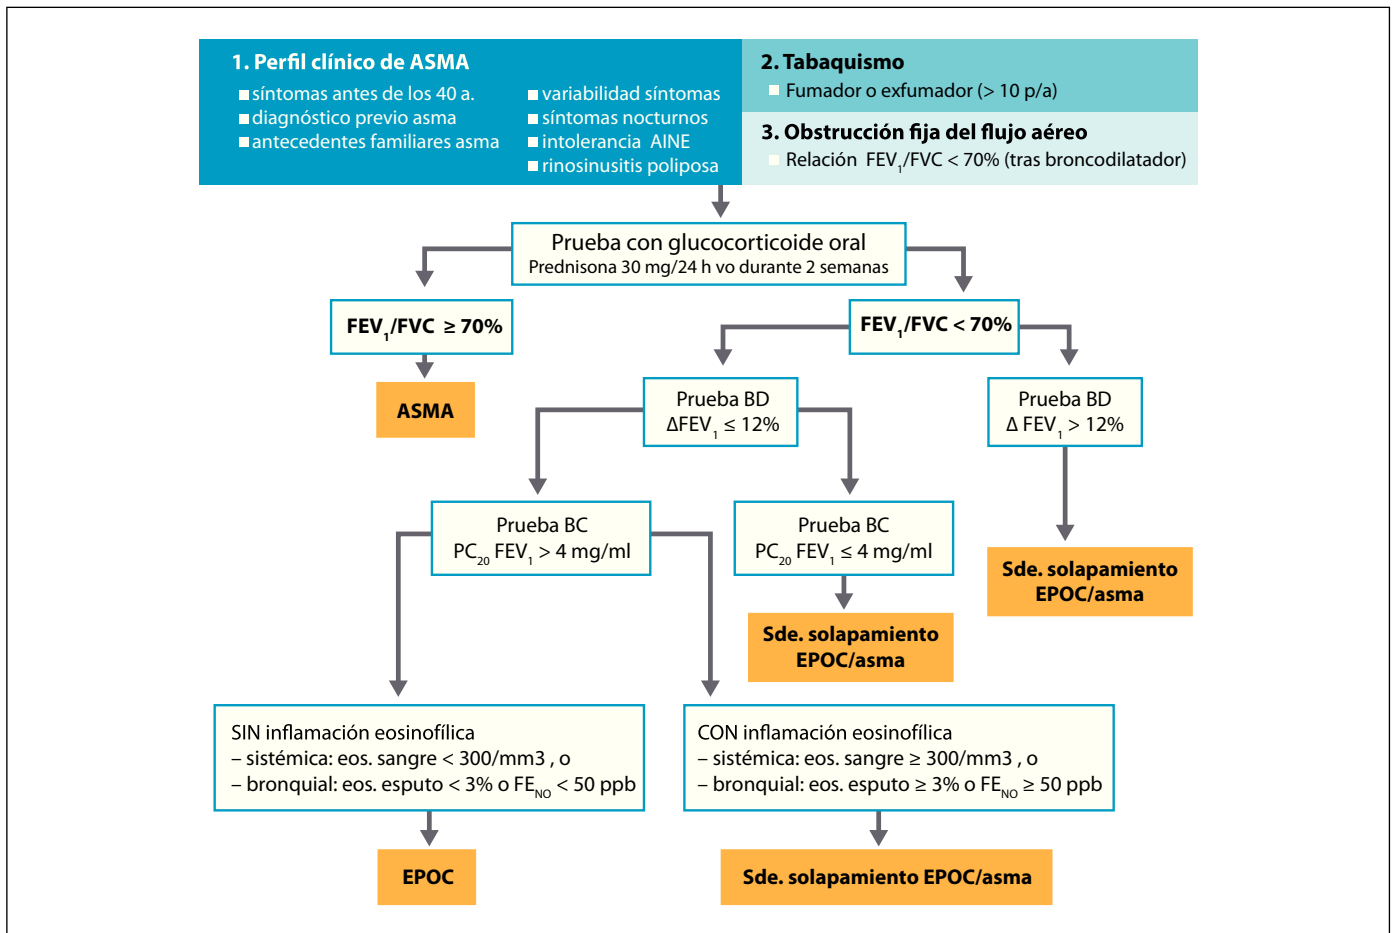 1. Perfil clínico de ASMA
síntomas antes de los 40 a.
diagnóstico previo asma
antecedentes familiares asma
variabilidad síntomas
síntomas nocturnos
intolerancia AINE
rinosinusitis poliposa
2. Tabaquismo
Fumador o exfumador (> 10 p/a)
3. Obstrucción fija del flujo aéreo
Relación FEV₁/FVC < 70% (tras broncodilatador)
Prueba con glucocorticoide oral
Prednisona 30 mg/24 h vo durante 2 semanas
FEV₁/FVC ≥ 70%
FEV₁/FVC < 70%
ASMA
Prueba BD
ΔFEV₁ ≤ 12%
Prueba BD
Δ FEV₁ > 12%
Prueba BC
PC₂₀ FEV₁ > 4 mg/ml
Prueba BC
PC₂₀ FEV₁ ≤ 4 mg/ml
Sde. solapamiento
EPOC/asma
Sde. solapamiento
EPOC/asma
SIN inflamación eosinofílica
– sistémica: eos. sangre < 300/mm3 , o
– bronquial: eos. esputo < 3% o FE_NO < 50 ppb
CON inflamación eosinofílica
– sistémica: eos. sangre ≥ 300/mm3, o
– bronquial: eos. esputo ≥ 3% o FE_NO ≥ 50 ppb
EPOC
Sde. solapamiento EPOC/asma